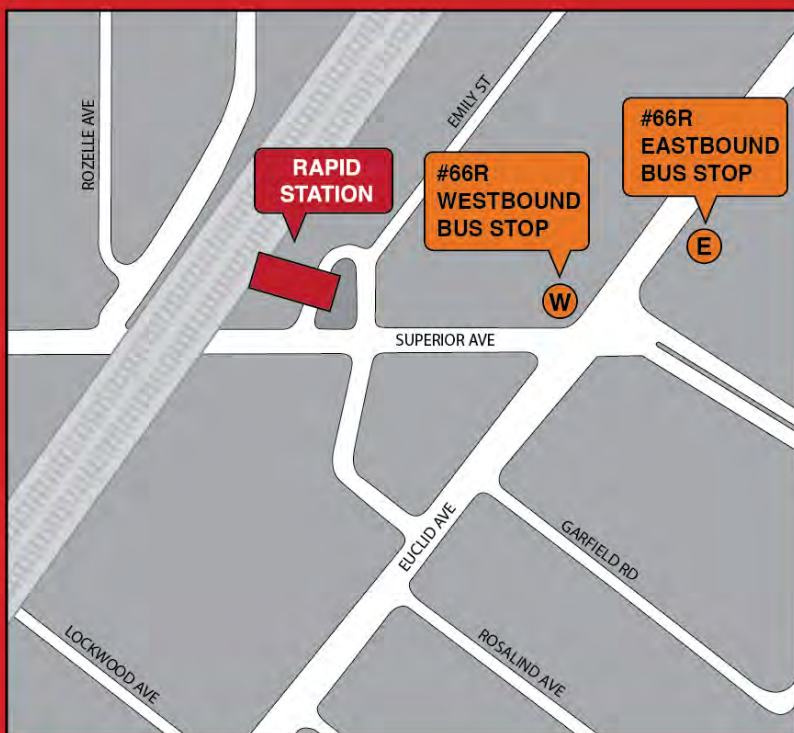 ROZELLE AVE
EMILY ST
#66R
EASTBOUND
BUS STOP
RAPID
STATION
#66R
WESTBOUND
BUS STOP
E
W
SUPERIOR AVE
EUCLID AVE
GARFIELD RD
LOCKWOOD AVE
ROSALIND AVE